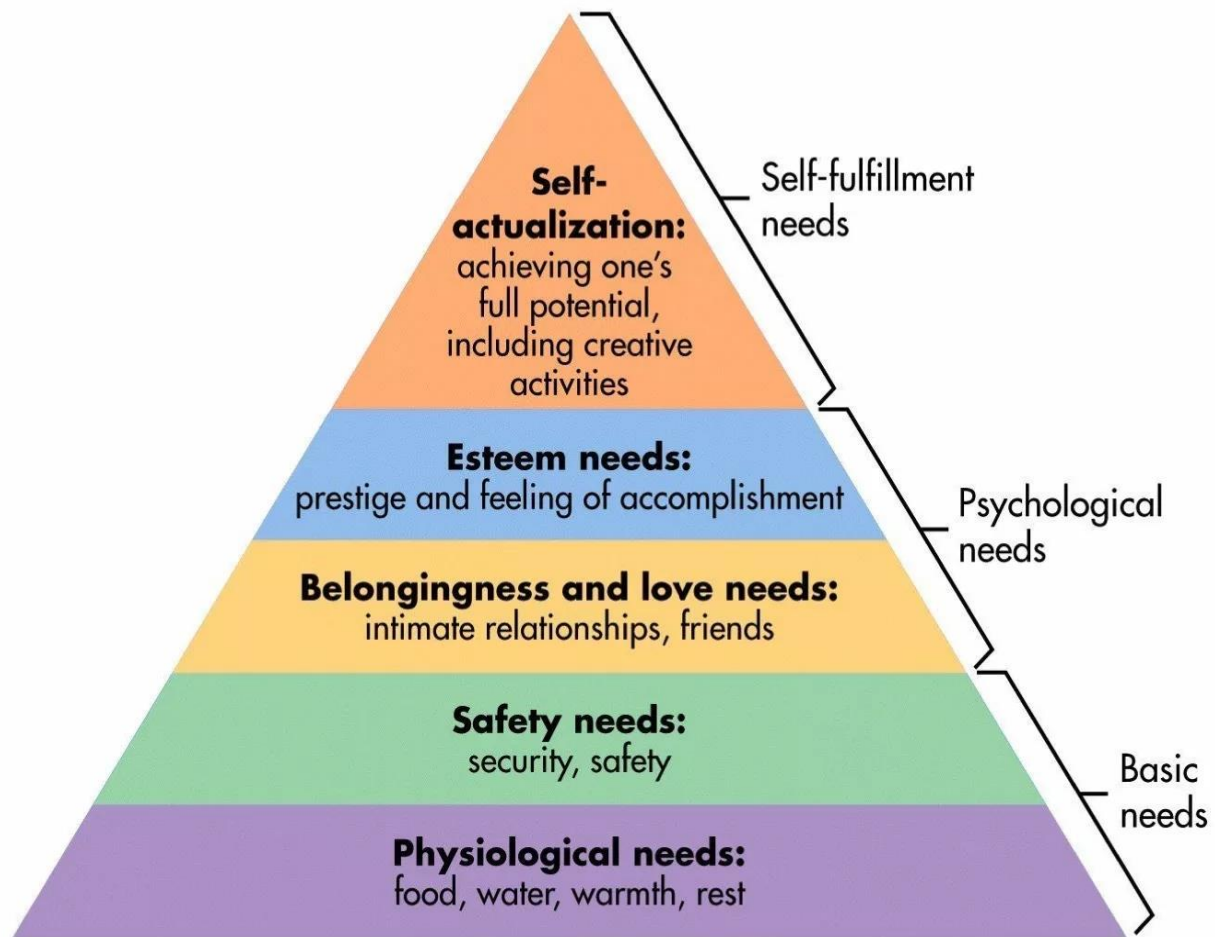 Self-
actualization:
achieving one's
full potential,
including creative
activities
Self-fulfillment
needs
Esteem needs:
prestige and feeling of accomplishment
Psychological
needs
Belongingness and love needs:
intimate relationships, friends
Safety needs:
security, safety
Basic
needs
Physiological needs:
food, water, warmth, rest